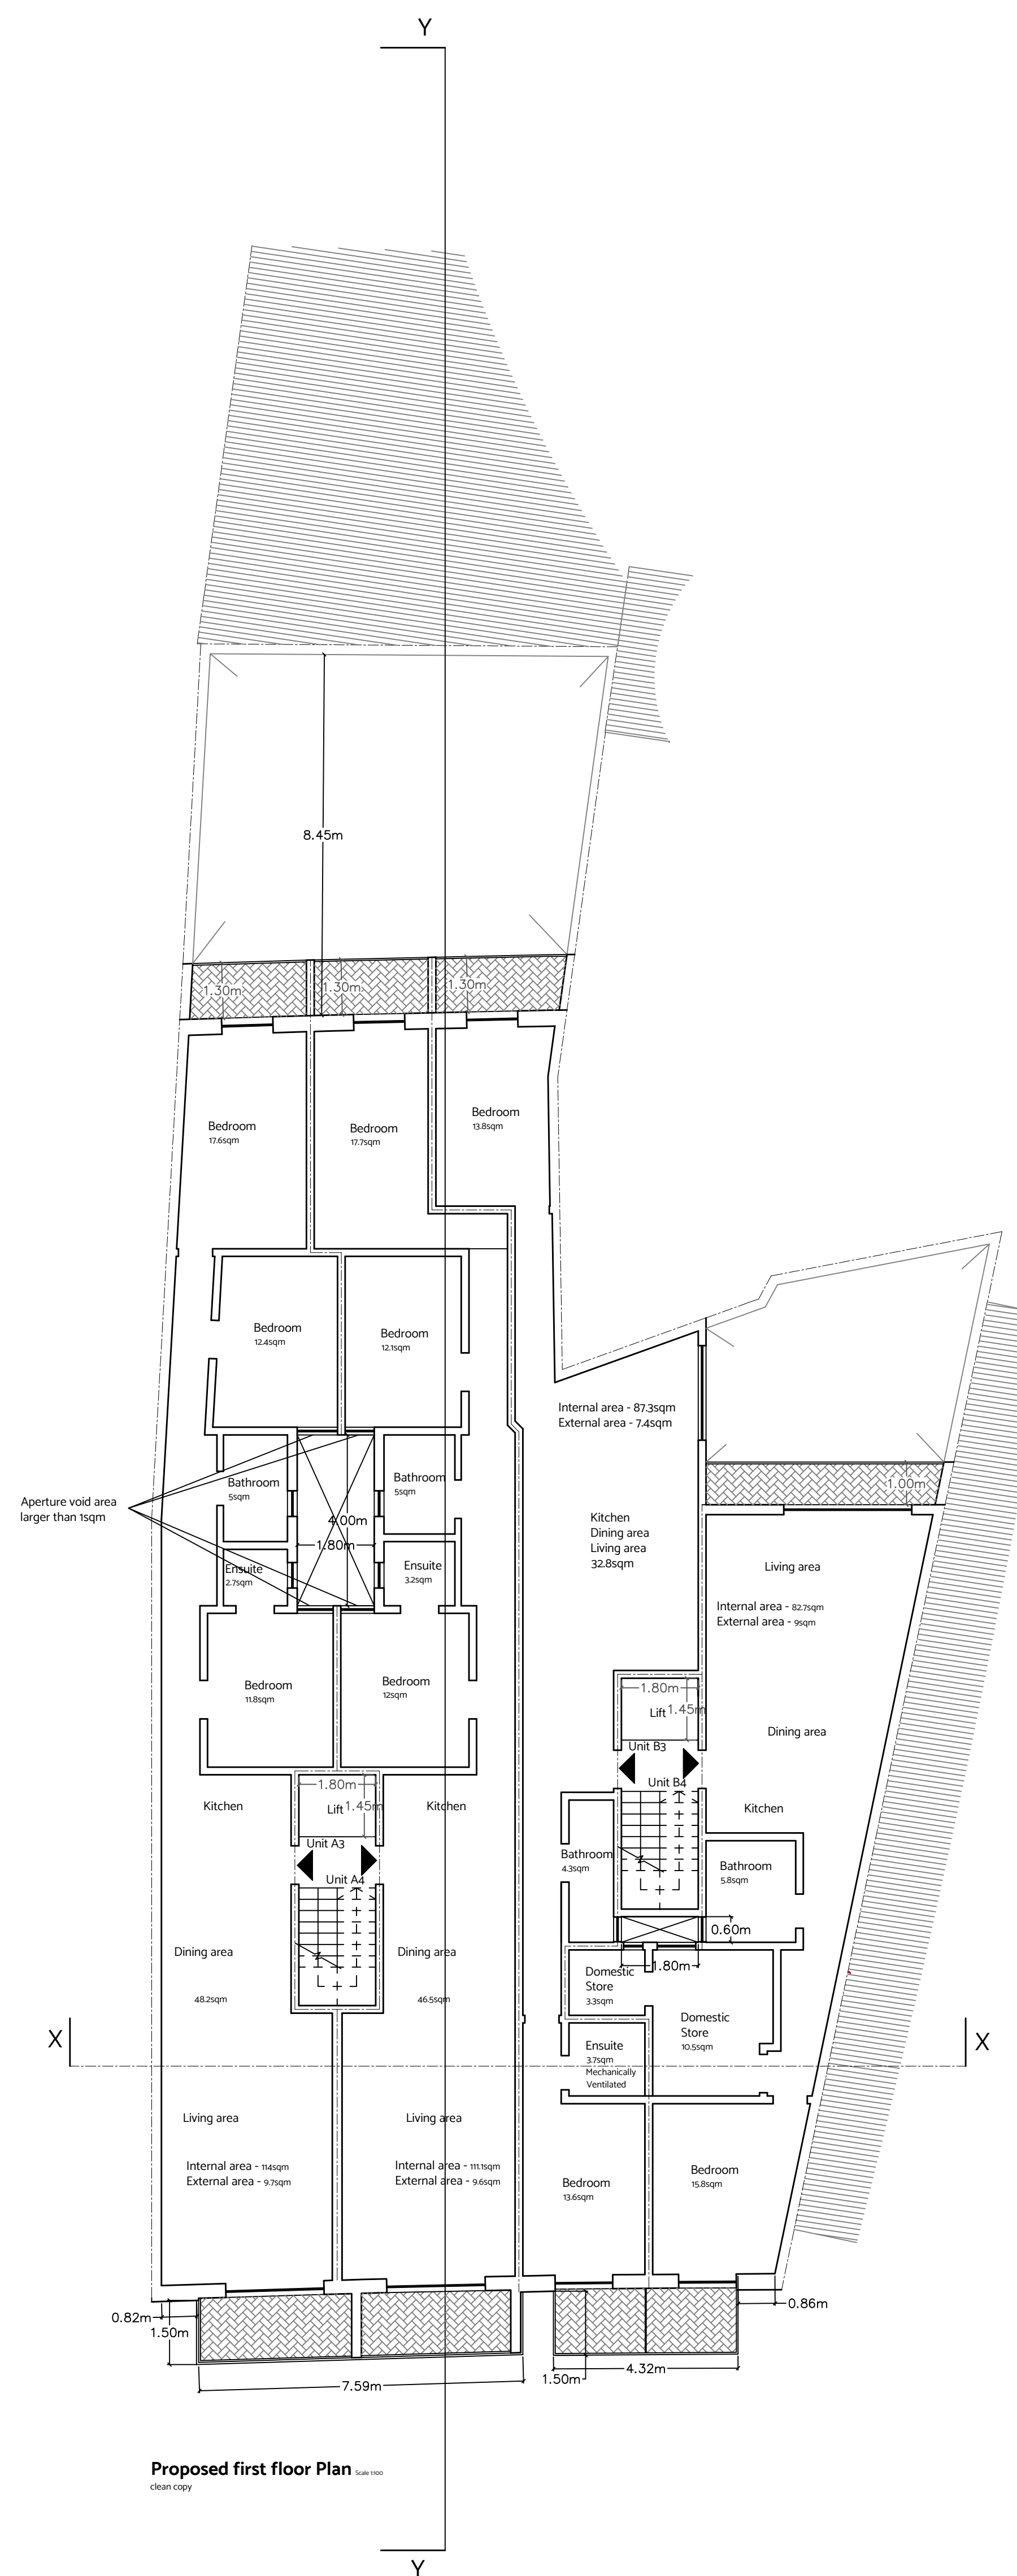 Y
8.45m
1.30m
1.30m
1.30m
Bedroom
17.6sqm
Bedroom
17.7sqm
Bedroom
13.8sqm
Bedroom
12.4sqm
Bedroom
12.1sqm
Internal area - 87.3sqm
External area - 7.4sqm
Bathroom
5sqm
Bathroom
5sqm
Aperture void area
larger than 1sqm
4.00m
1.80m
Ensuite
2.7sqm
Ensuite
3.2sqm
1.00m
Kitchen
Dining area
Living area
32.8sqm
Living area
Internal area - 82.7sqm
External area - 9sqm
Bedroom
11.8sqm
Bedroom
12sqm
1.80m
Lift
1.45m
Unit B3
Unit B4
Dining area
Kitchen
1.80m
Lift
1.45m
Kitchen
Unit A3
Unit A4
Kitchen
Bathroom
4.3sqm
Bathroom
5.8sqm
0.60m
1.80m
Dining area
48.2sqm
Dining area
46.5sqm
Domestic
Store
3.3sqm
Domestic
Store
10.5sqm
X
X
Ensuite
3.7sqm
Mechanically
Ventilated
Living area
Internal area - 114sqm
External area - 9.7sqm
Living area
Internal area - 111.1sqm
External area - 9.6sqm
Bedroom
13.6sqm
Bedroom
15.8sqm
0.82m
1.50m
7.59m
1.50m
4.32m
0.86m
Proposed first floor Plan Scale 1:100
clean copy
Y